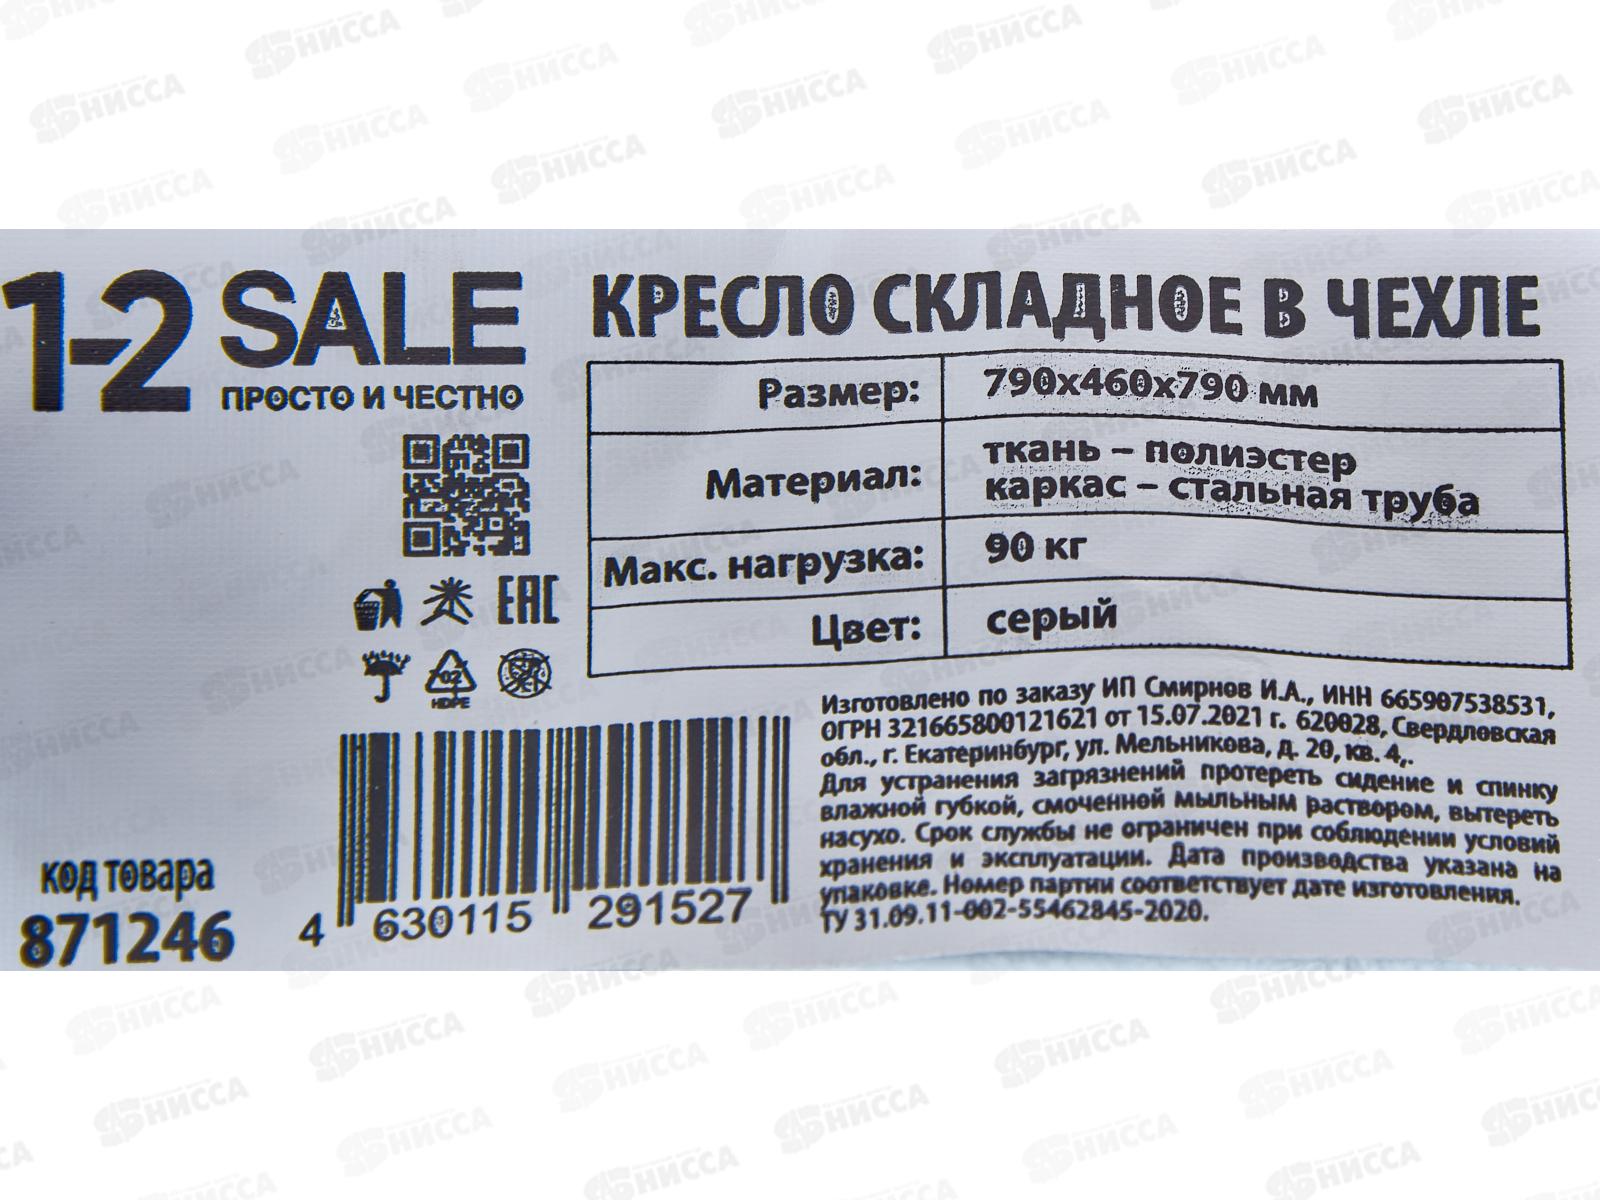 1-2 SALE
ПРОСТО И ЧЕСТНО
ЕАС
02
HDPE
код товара
871246
4 630115 291527
КРЕСЛО СКЛАДНОЕ В ЧЕХЛЕ
Размер: 790х460х790 мм
Материал: ткань – полиэстер
каркас – стальная труба
Макс. нагрузка: 90 кг
Цвет: серый
Изготовлено по заказу ИП Смирнов И.А., ИНН 665907538531,
ОГРН 321665800121621 от 15.07.2021 г. 620028, Свердловская
обл., г. Екатеринбург, ул. Мельникова, д. 20, кв. 4,.
Для устранения загрязнений протереть сидение и спинку
влажной губкой, смоченной мыльным раствором, вытереть
насухо. Срок службы не ограничен при соблюдении условий
хранения и эксплуатации. Дата производства указана на
упаковке. Номер партии соответствует дате изготовления.
ТУ 31.09.11-002-55462845-2020.